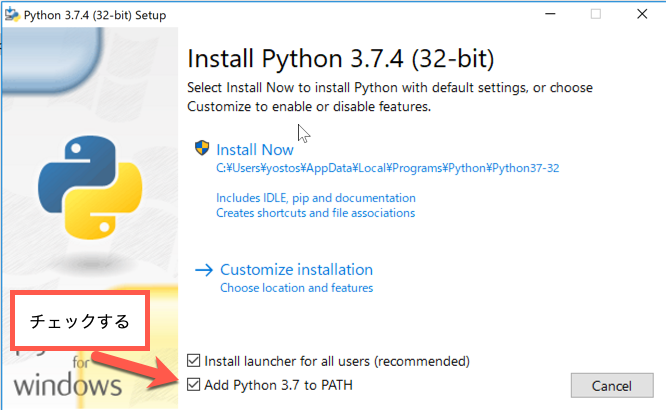 Python 3.7.4 (32-bit) Setup
Install Python 3.7.4 (32-bit)
Select Install Now to install Python with default settings, or choose
Customize to enable or disable features.
Install Now
C:¥Users¥yostos¥AppData¥Local¥Programs¥Python¥Python37-32
Includes IDLE, pip and documentation
Creates shortcuts and file associations
Customize installation
Choose location and features
チェックする
for
windows
Install launcher for all users (recommended)
Add Python 3.7 to PATH
Cancel